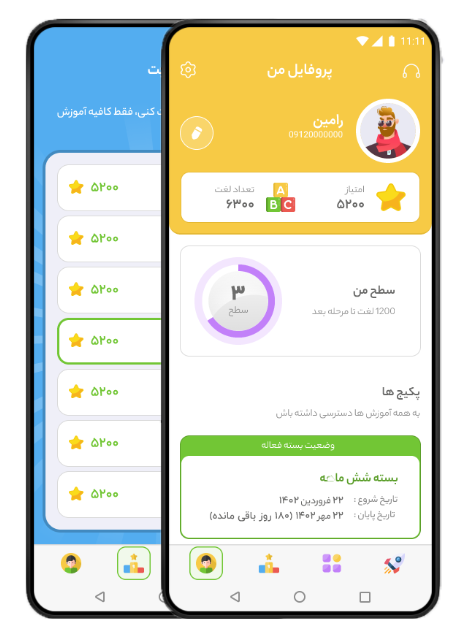 11:11
پروفایل من
رامین
09120000000
امتیاز
۵۲۰۰
A
B C
تعداد لغت
۶۳۰۰
سطح من
1200 لغت تا مرحله بعد
۳
سطح
پکیج ها
به همه آموزش ها دسترسی داشته باش
وضعیت بسته فعاله
بسته شش ماهه
تاریخ شروع : ۲۲ فروردین ۱۴۰۲
تاریخ پایان : ۲۲ مهر ۱۴۰۲ (۱۸۰ روز باقی مانده)
کنی، فقط کافیه آموزش
۵۲۰۰
۵۲۰۰
۵۲۰۰
۵۲۰۰
۵۲۰۰
۵۲۰۰
۵۲۰۰